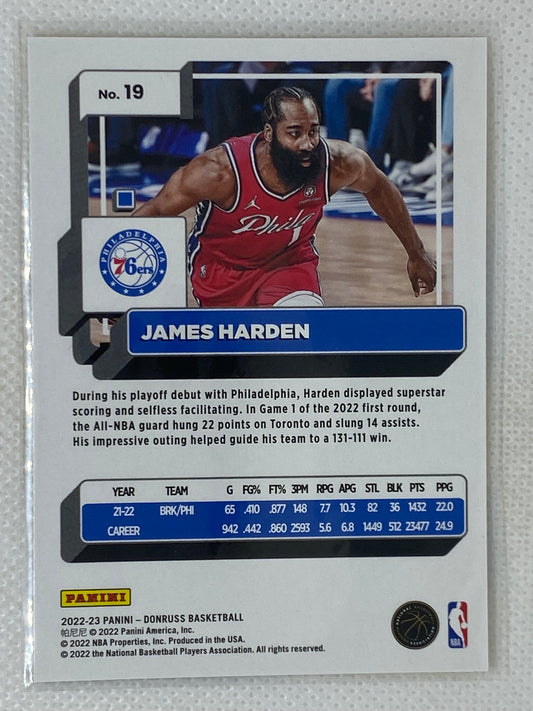 No. 19
Phila
1
PHILADELPHIA
76ers
JAMES HARDEN
During his playoff debut with Philadelphia, Harden displayed superstar
scoring and selfless facilitating. In Game 1 of the 2022 first round,
the All-NBA guard hung 22 points on Toronto and slung 14 assists.
His impressive outing helped guide his team to a 131-111 win.
YEAR TEAM G FG% FT% 3PM RPG APG STL BLK PTS PPG
21-22 BRK/PHI 65 .410 .877 148 7.7 10.3 82 36 1432 22.0
CAREER 942 .442 .860 2593 5.6 6.8 1449 512 23477 24.9
PANINI
2022-23 PANINI – DONRUSS BASKETBALL
帕尼尼 © 2022 Panini America, Inc.
© 2022 NBA Properties, Inc. Produced in the USA.
© 2022 the National Basketball Players Association. All rights reserved.
NBA